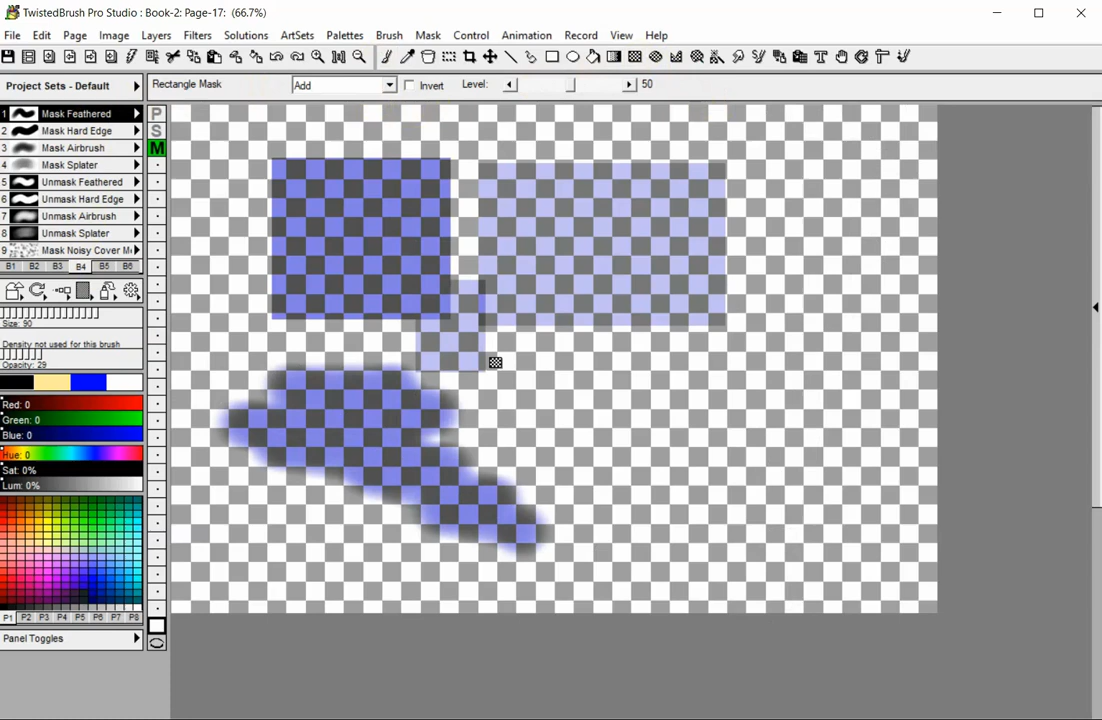 TwistedBrush Pro Studio : Book-2: Page-17: (66.7%)
File Edit Page Image Layers Filters Solutions ArtSets Palettes Brush Mask Control Animation Record View Help
Project Sets - Default
Rectangle Mask Add Invert Level: 50
1 Mask Feathered
2 Mask Hard Edge
3 Mask Airbrush
4 Mask Splater
5 Unmask Feathered
6 Unmask Hard Edge
7 Unmask Airbrush
8 Unmask Splater
9 Mask Noisy Cover M
B1 B2 B3 B4 B5 B6
P
S
M
Size: 90
Density not used for this brush
Opacity: 29
Red: 0
Green: 0
Blue: 0
Hue: 0
Sat: 0%
Lum: 0%
P1 P2 P3 P4 P5 P6 P7 P8
Panel Toggles